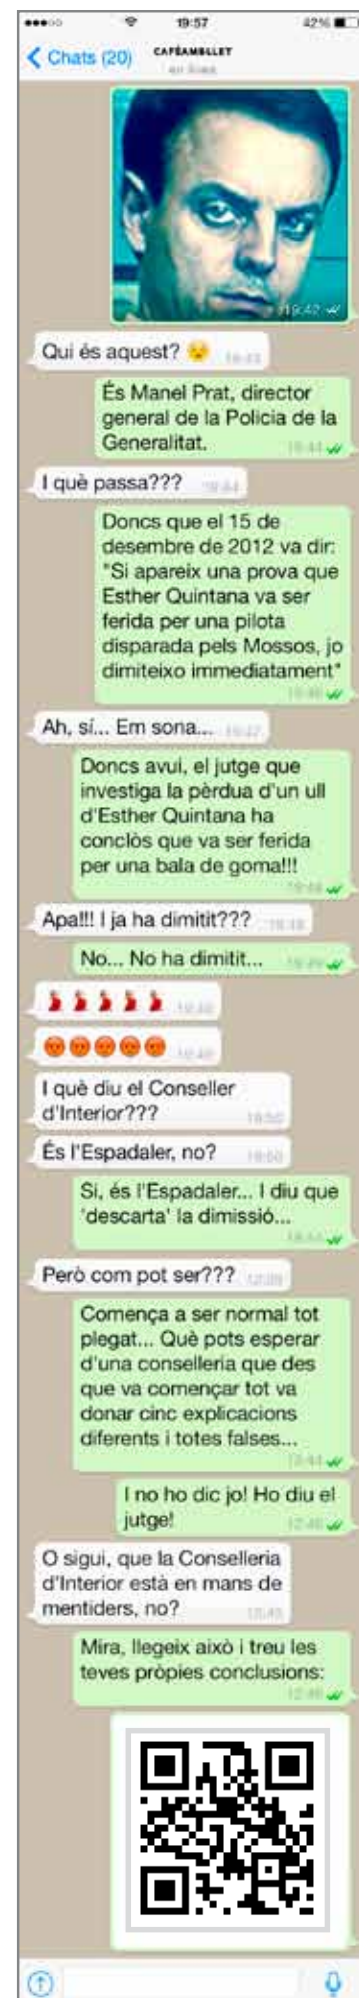 19:57
42%
Chats (20)
CAFÈAMBLLET
en línea
19:42
Qui és aquest?
És Manel Prat, director
general de la Policia de la
Generalitat.
I què passa???
Doncs que el 15 de
desembre de 2012 va dir:
"Si apareix una prova que
Esther Quintana va ser
ferida per una pilota
disparada pels Mossos, jo
dimiteixo immediatament"
Ah, sí... Em sona...
Doncs avui, el jutge que
investiga la pèrdua d'un ull
d'Esther Quintana ha
conclòs que va ser ferida
per una bala de goma!!!
Apa!!! I ja ha dimitit???
No... No ha dimitit...
I què diu el Conseller
d'Interior???
És l'Espadaler, no?
Si, és l'Espadaler... I diu que
'descarta' la dimissió...
Però com pot ser???
Comença a ser normal tot
plegat... Què pots esperar
d'una conselleria que des
que va començar tot va
donar cinc explicacions
diferents i totes falses...
I no ho dic jo! Ho diu el
jutge!
O sigui, que la Conselleria
d'Interior està en mans de
mentiders, no?
Mira, llegeix això i treu les
teves pròpies conclusions: